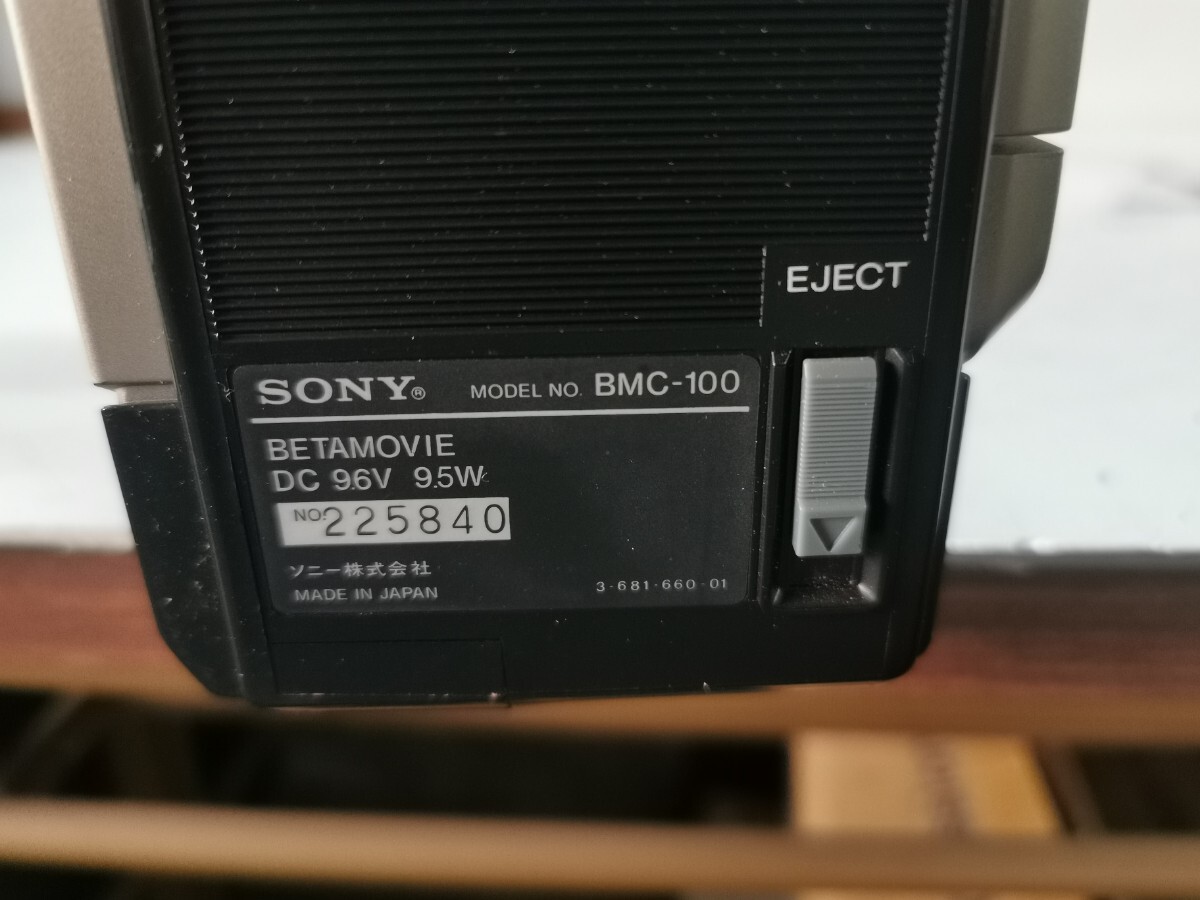 EJECT
SONY® MODEL NO. BMC-100
BETAMOVIE
DC 9.6V 9.5W
NO. 225840
ソニー株式会社
MADE IN JAPAN 3-681-660-01